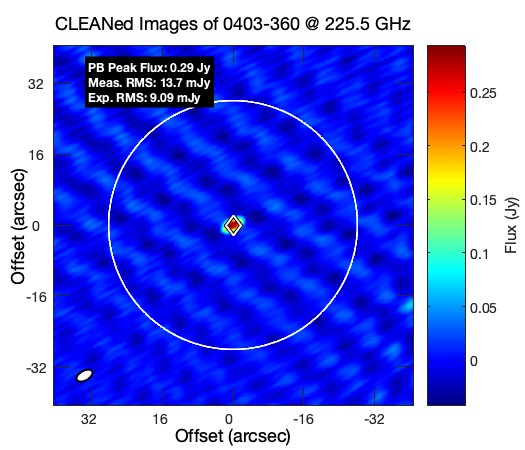 CLEANed Images of 0403-360 @ 225.5 GHz
PB Peak Flux: 0.29 Jy
Meas. RMS: 13.7 mJy
Exp. RMS: 9.09 mJy
Offset (arcsec)
32
16
0
-16
-32
32
16
0
-16
-32
Offset (arcsec)
0.25
0.2
0.15
0.1
0.05
0
Flux (Jy)